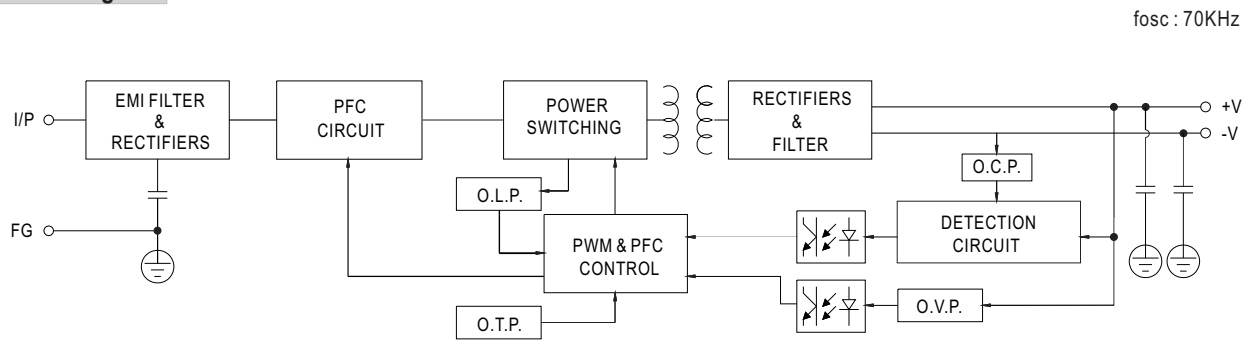 fosc : 70KHz
I/P
EMI FILTER
&
RECTIFIERS
PFC
CIRCUIT
POWER
SWITCHING
RECTIFIERS
&
FILTER
+V
-V
O.C.P.
O.L.P.
DETECTION
CIRCUIT
FG
PWM & PFC
CONTROL
O.T.P.
O.V.P.